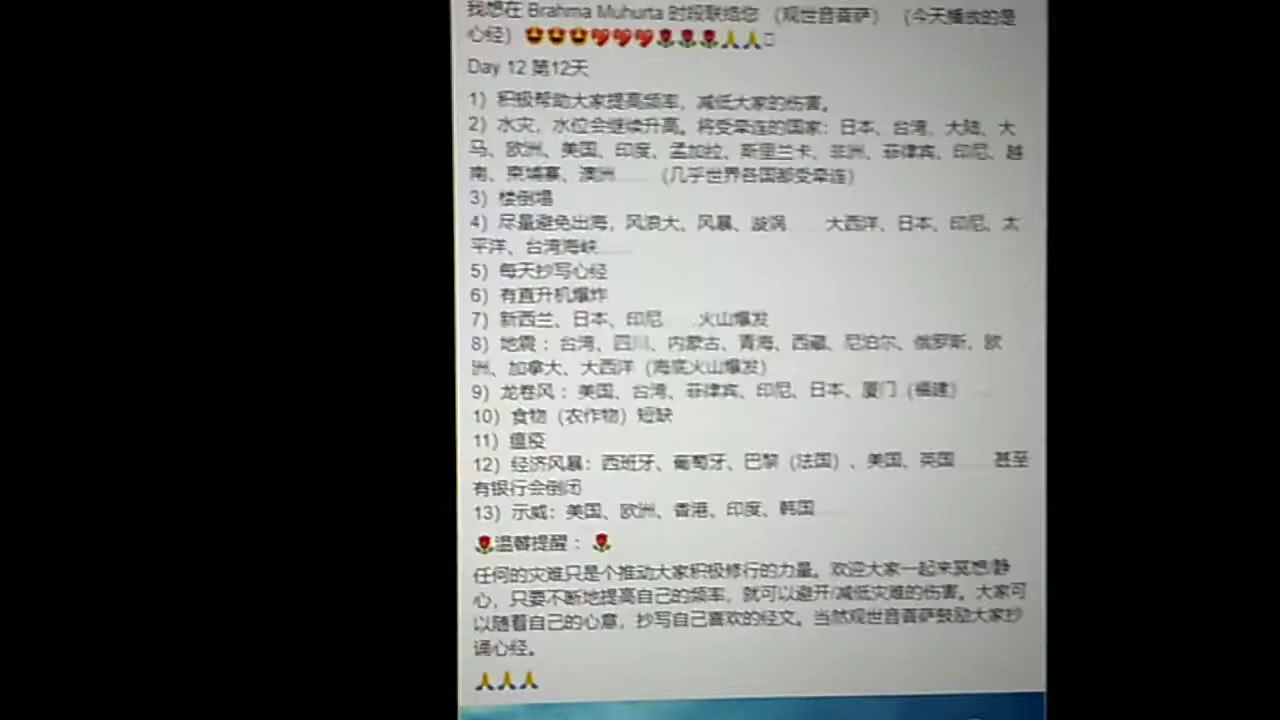 我想在 Brahma Muhurta 时段联络您 （观世音菩萨） （今天播放的是
心经）🤩🤩🤩💖💖💖🌹🌹🌹🙏🙏
Day 12 第12天
1）积极帮助大家提高频率，减低大家的伤害。
2）水灾，水位会继续升高。将受牵连的国家：日本、台湾、大陆、大
马、欧洲、美国、印度、孟加拉、斯里兰卡、非洲、菲律宾、印尼、越
南、柬埔寨、澳洲…… （几乎世界各国都受牵连）
3）楼倒塌
4）尽量避免出海，风浪大、风暴、漩涡…… 大西洋、日本、印尼、太
平洋、台湾海峡……
5）每天抄写心经
6）有直升机爆炸
7）新西兰、日本、印尼……火山爆发
8）地震：台湾、四川、内蒙古、青海、西藏、尼泊尔、俄罗斯、欧
洲、加拿大、大西洋（海底火山爆发）
9）龙卷风：美国、台湾、菲律宾、印尼、日本、厦门（福建）……
10）食物（农作物）短缺
11）瘟疫
12）经济风暴：西班牙、葡萄牙、巴黎（法国）、美国、英国…… 甚至
有银行会倒闭
13）示威：美国、欧洲、香港、印度、韩国……
🌹温馨提醒：🌹
任何的灾难只是个推动大家积极修行的力量。欢迎大家一起来冥想/静
心，只要不断地提高自己的频率，就可以避开/减低灾难的伤害。大家可
以随着自己的心意，抄写自己喜欢的经文。当然观世音菩萨鼓励大家抄
诵心经。
🙏🙏🙏